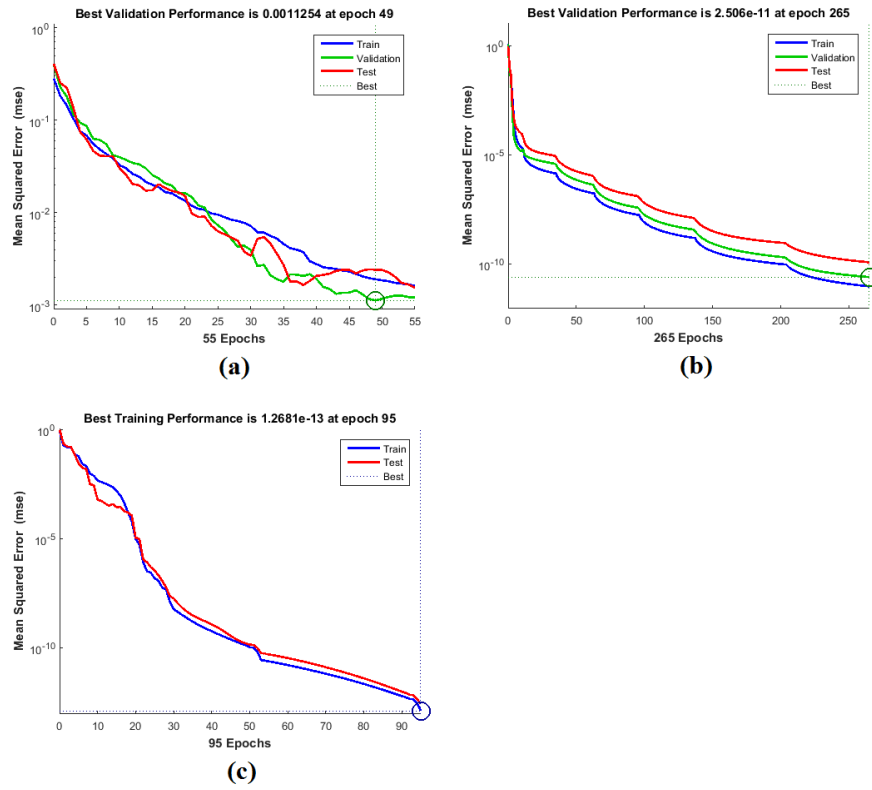 Best Validation Performance is 0.0011254 at epoch 49
Mean Squared Error (mse)
10^0
10^-1
10^-2
10^-3
Train
Validation
Test
Best
0 5 10 15 20 25 30 35 40 45 50 55
55 Epochs
(a)
Best Validation Performance is 2.506e-11 at epoch 265
Mean Squared Error (mse)
10^0
10^-5
10^-10
Train
Validation
Test
Best
0 50 100 150 200 250
265 Epochs
(b)
Best Training Performance is 1.2681e-13 at epoch 95
Mean Squared Error (mse)
10^0
10^-5
10^-10
Train
Test
Best
0 10 20 30 40 50 60 70 80 90
95 Epochs
(c)